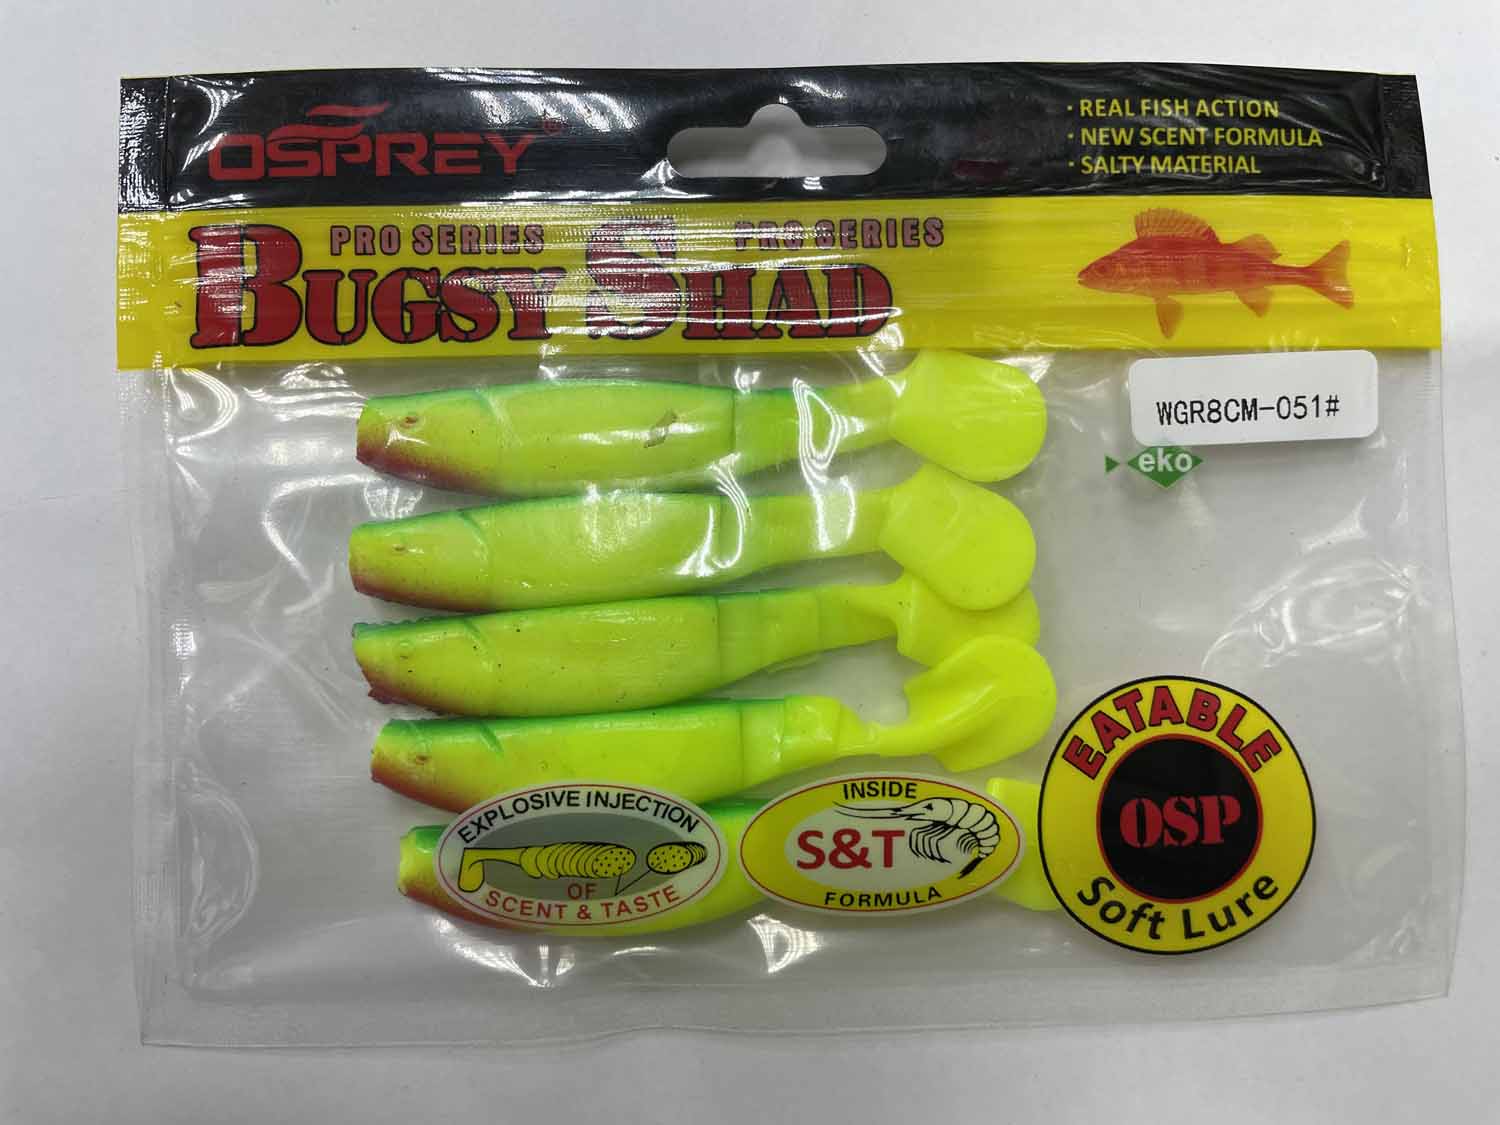 OSPREY®
· REAL FISH ACTION
· NEW SCENT FORMULA
· SALTY MATERIAL
PRO SERIES PRO SERIES
BUGSY SHAD
WGR8CM-051#
eko
EATABLE
OSP
Soft Lure
EXPLOSIVE INJECTION
OF
SCENT & TASTE
INSIDE
S&T
FORMULA